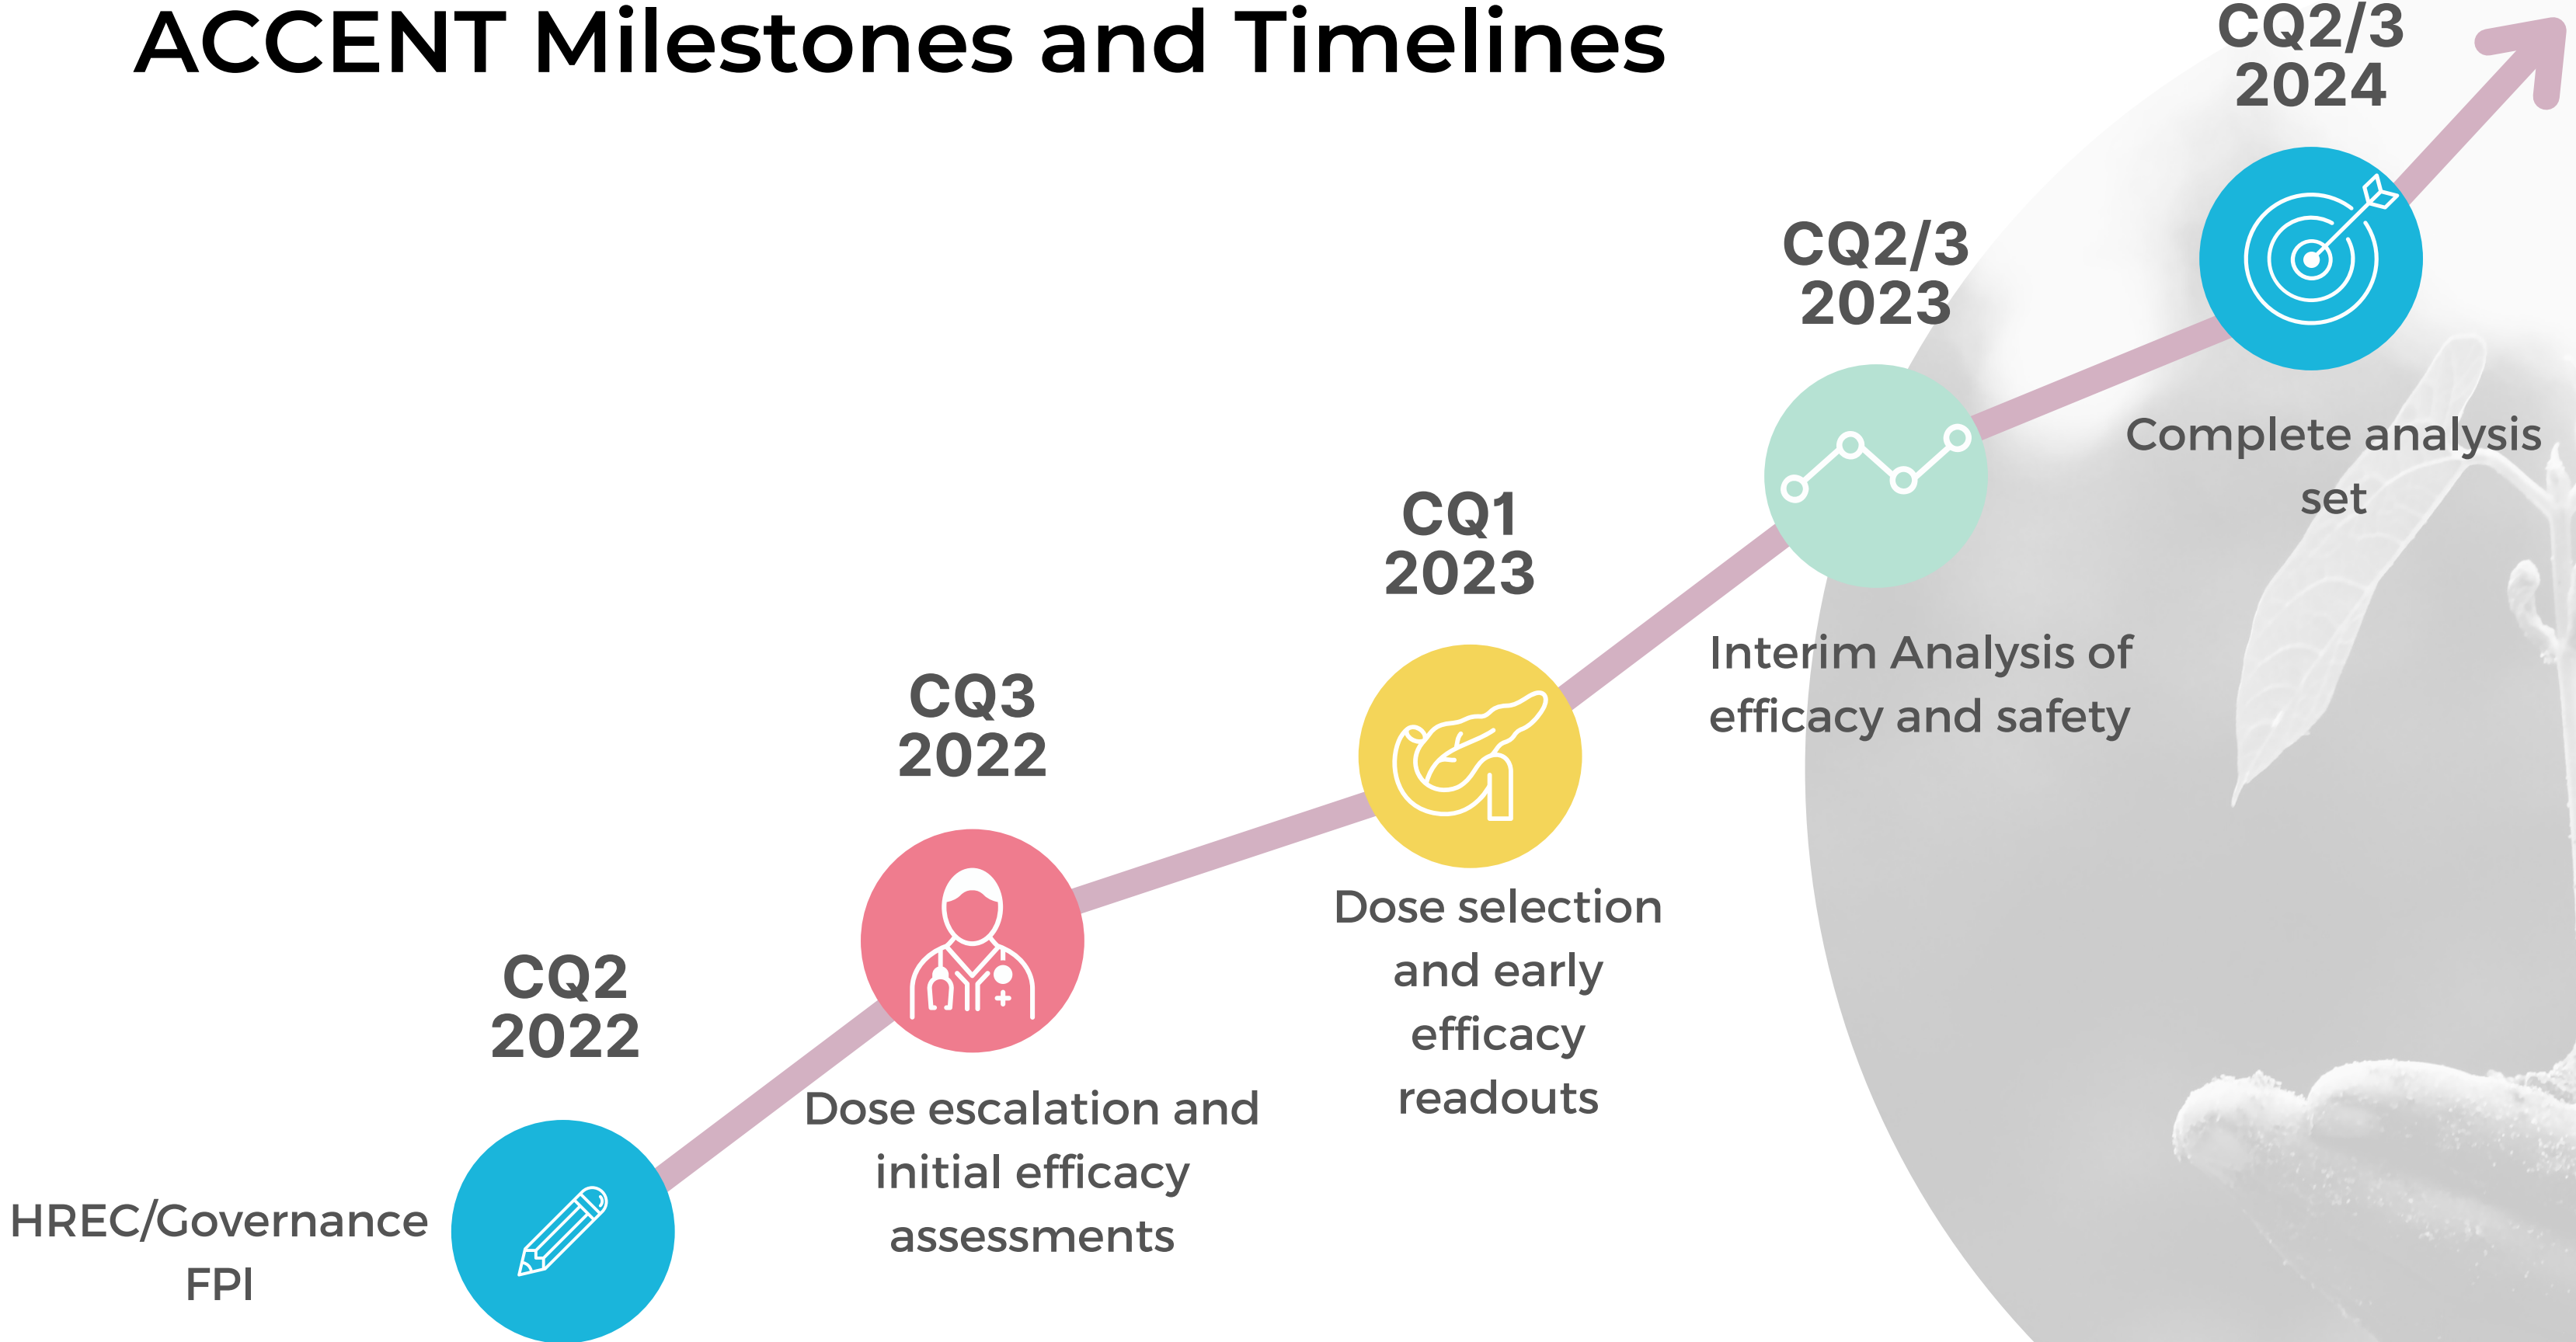 ACCENT Milestones and Timelines
CQ2
2022
HREC/Governance
FPI
CQ3
2022
Dose escalation and
initial efficacy
assessments
CQ1
2023
Dose selection
and early
efficacy
readouts
CQ2/3
2023
Interim Analysis of
efficacy and safety
CQ2/3
2024
Complete analysis
set